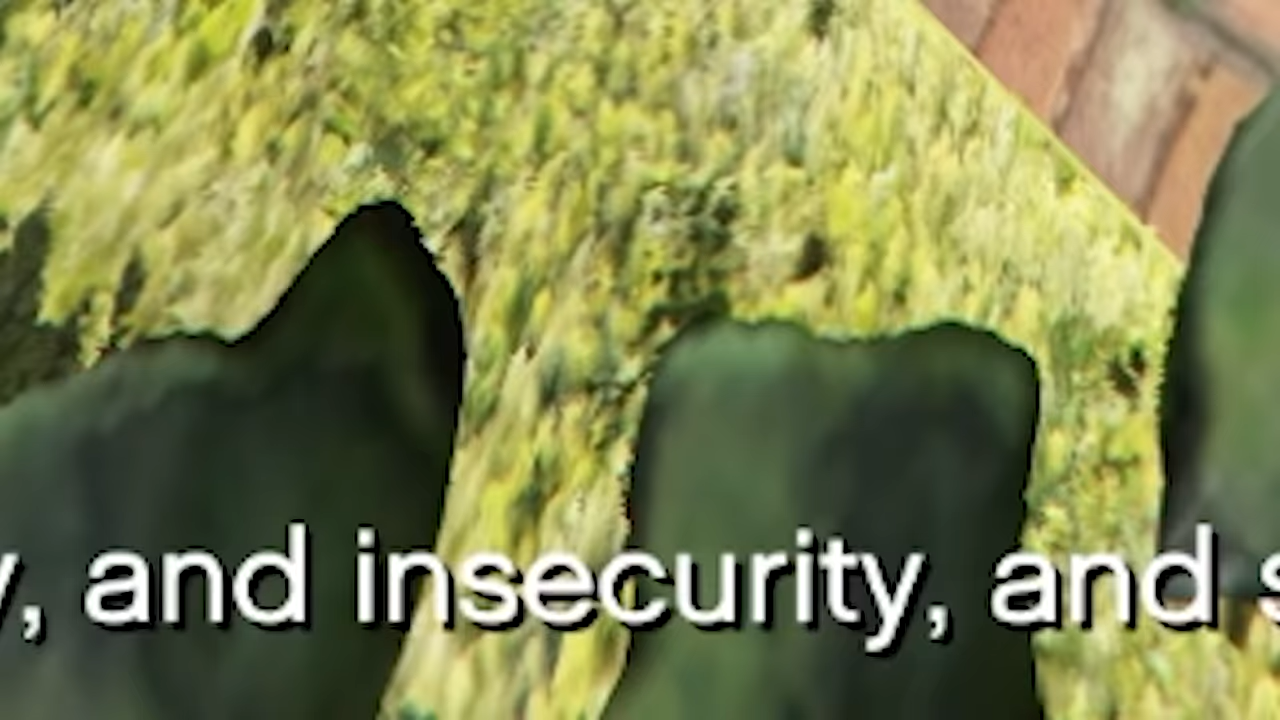 , and insecurity, and